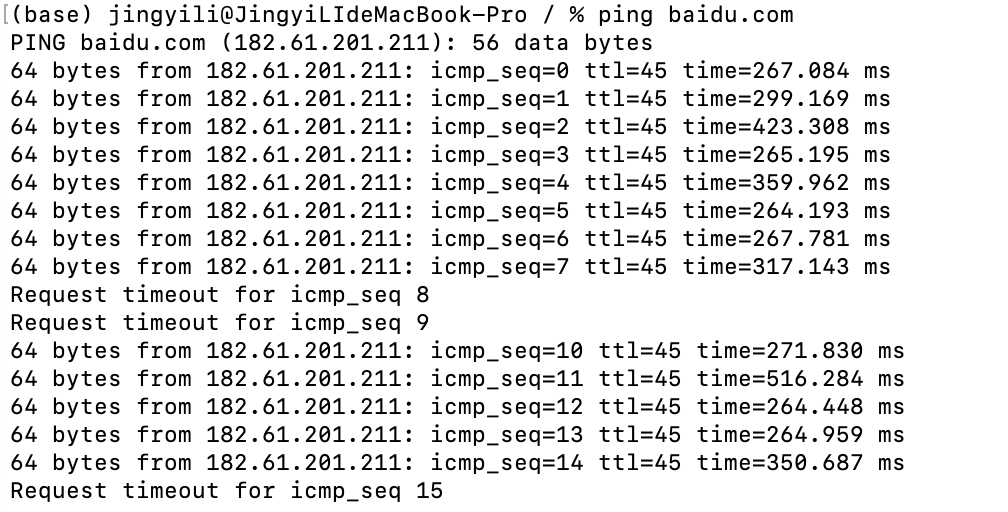 [(base) jingyili@JingyiLIdeMacBook-Pro / % ping baidu.com
PING baidu.com (182.61.201.211): 56 data bytes
64 bytes from 182.61.201.211: icmp_seq=0 ttl=45 time=267.084 ms
64 bytes from 182.61.201.211: icmp_seq=1 ttl=45 time=299.169 ms
64 bytes from 182.61.201.211: icmp_seq=2 ttl=45 time=423.308 ms
64 bytes from 182.61.201.211: icmp_seq=3 ttl=45 time=265.195 ms
64 bytes from 182.61.201.211: icmp_seq=4 ttl=45 time=359.962 ms
64 bytes from 182.61.201.211: icmp_seq=5 ttl=45 time=264.193 ms
64 bytes from 182.61.201.211: icmp_seq=6 ttl=45 time=267.781 ms
64 bytes from 182.61.201.211: icmp_seq=7 ttl=45 time=317.143 ms
Request timeout for icmp_seq 8
Request timeout for icmp_seq 9
64 bytes from 182.61.201.211: icmp_seq=10 ttl=45 time=271.830 ms
64 bytes from 182.61.201.211: icmp_seq=11 ttl=45 time=516.284 ms
64 bytes from 182.61.201.211: icmp_seq=12 ttl=45 time=264.448 ms
64 bytes from 182.61.201.211: icmp_seq=13 ttl=45 time=264.959 ms
64 bytes from 182.61.201.211: icmp_seq=14 ttl=45 time=350.687 ms
Request timeout for icmp_seq 15